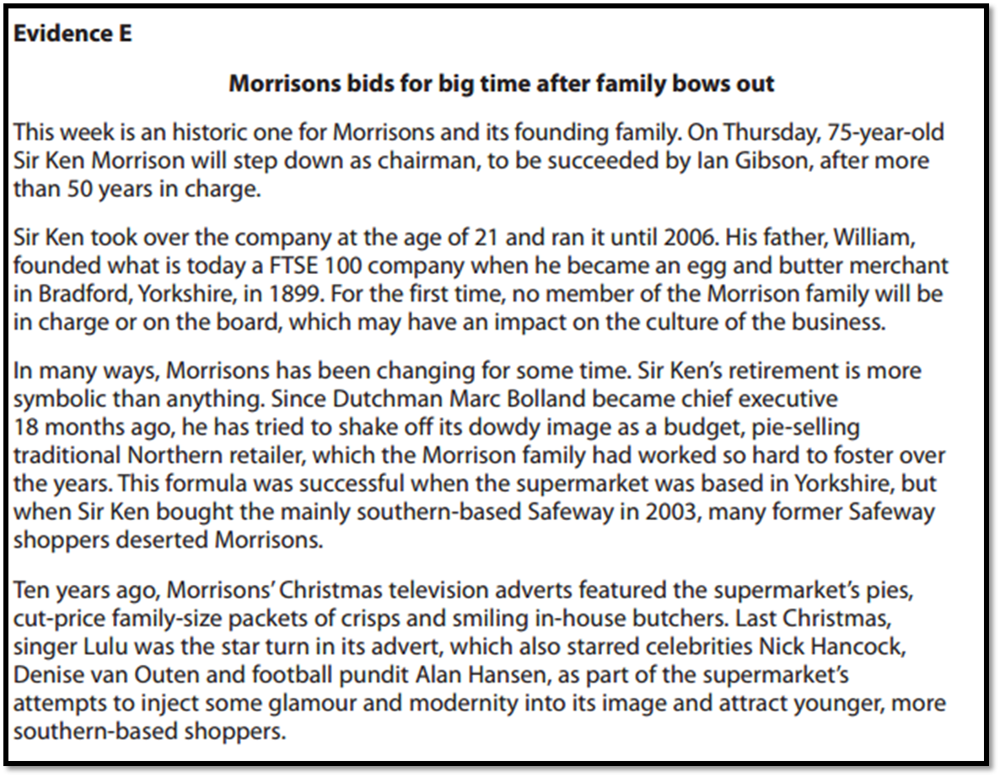 Evidence E
Morrisons bids for big time after family bows out
This week is an historic one for Morrisons and its founding family. On Thursday, 75-year-old
Sir Ken Morrison will step down as chairman, to be succeeded by Ian Gibson, after more
than 50 years in charge.
Sir Ken took over the company at the age of 21 and ran it until 2006. His father, William,
founded what is today a FTSE 100 company when he became an egg and butter merchant
in Bradford, Yorkshire, in 1899. For the first time, no member of the Morrison family will be
in charge or on the board, which may have an impact on the culture of the business.
In many ways, Morrisons has been changing for some time. Sir Ken’s retirement is more
symbolic than anything. Since Dutchman Marc Bolland became chief executive
18 months ago, he has tried to shake off its dowdy image as a budget, pie-selling
traditional Northern retailer, which the Morrison family had worked so hard to foster over
the years. This formula was successful when the supermarket was based in Yorkshire, but
when Sir Ken bought the mainly southern-based Safeway in 2003, many former Safeway
shoppers deserted Morrisons.
Ten years ago, Morrisons’ Christmas television adverts featured the supermarket’s pies,
cut-price family-size packets of crisps and smiling in-house butchers. Last Christmas,
singer Lulu was the star turn in its advert, which also starred celebrities Nick Hancock,
Denise van Outen and football pundit Alan Hansen, as part of the supermarket’s
attempts to inject some glamour and modernity into its image and attract younger, more
southern-based shoppers.